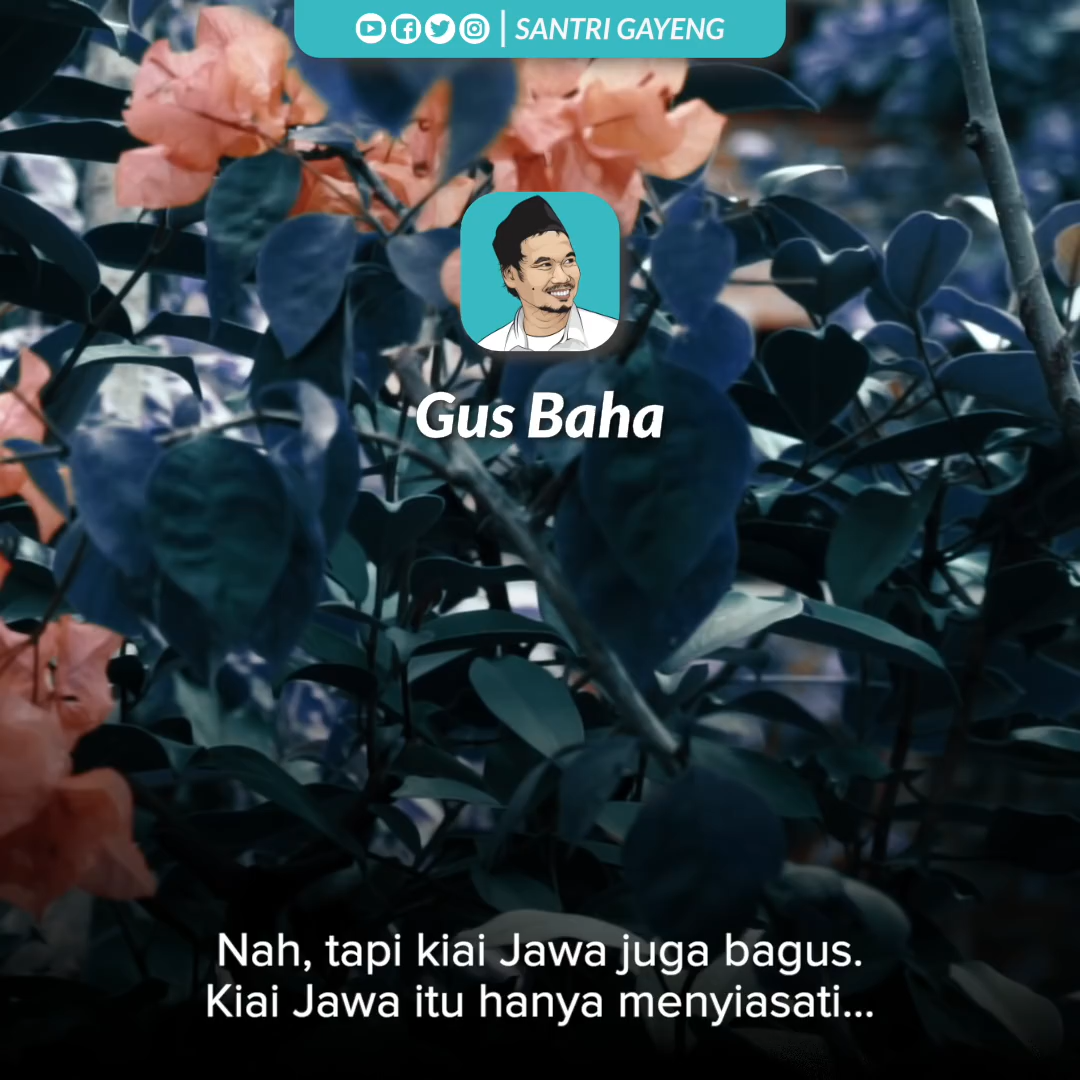 | SANTRI GAYENG
Gus Baha
Nah, tapi kiai Jawa juga bagus.
Kiai Jawa itu hanya menyiasati...